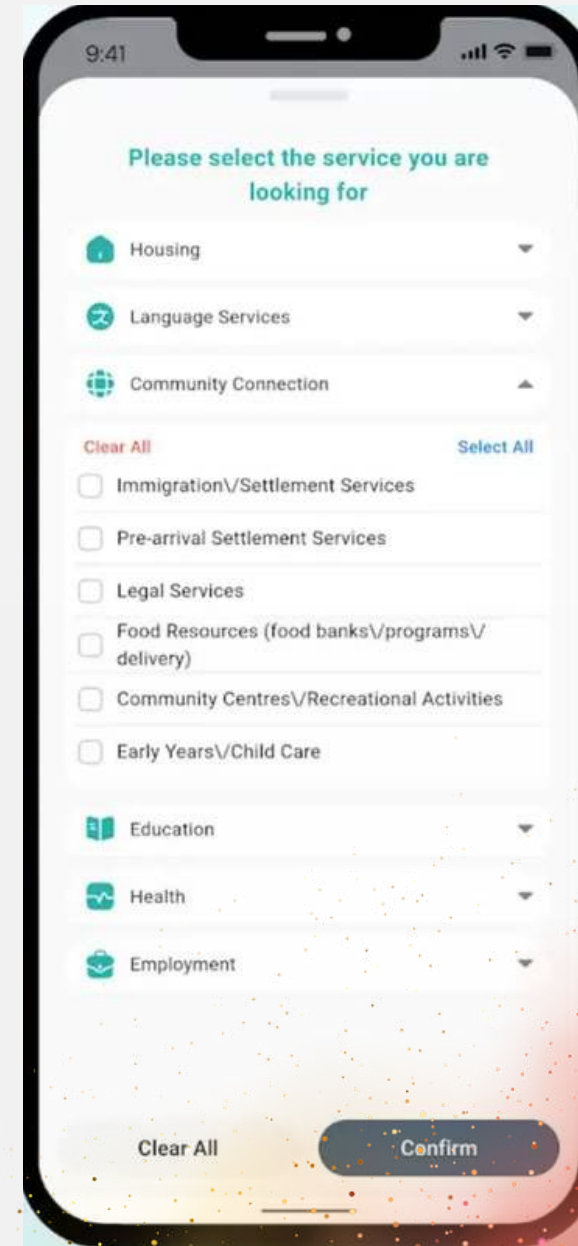 9:41
Please select the service you are
looking for
Housing
Language Services
Community Connection
Clear All Select All
Immigration\/Settlement Services
Pre-arrival Settlement Services
Legal Services
Food Resources (food banks\/programs\/
delivery)
Community Centres\/Recreational Activities
Early Years\/Child Care
Education
Health
Employment
Clear All Confirm